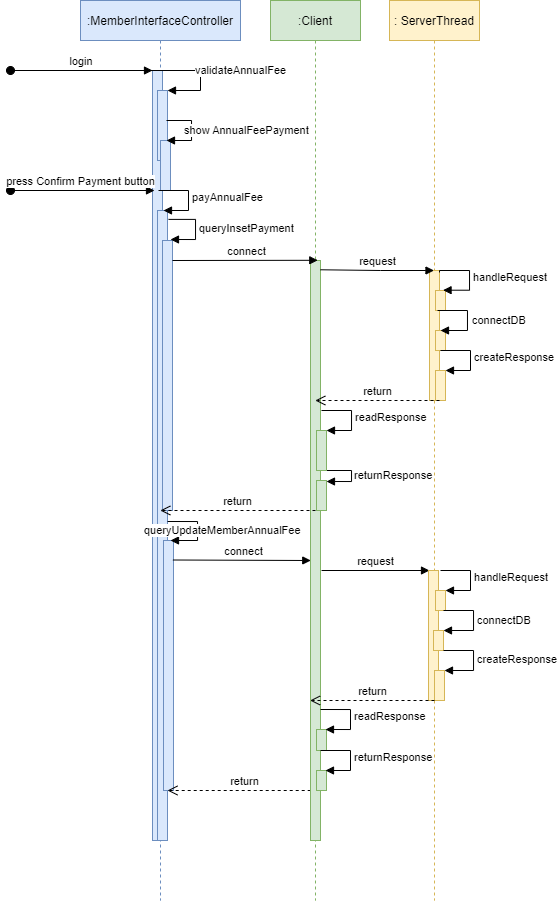 :MemberInterfaceController
:Client
: ServerThread
login
validateAnnualFee
show AnnualFeePayment
press Confirm Payment button
payAnnualFee
queryInsetPayment
connect
request
handleRequest
connectDB
createResponse
return
readResponse
returnResponse
return
queryUpdateMemberAnnualFee
connect
request
handleRequest
connectDB
createResponse
return
readResponse
returnResponse
return